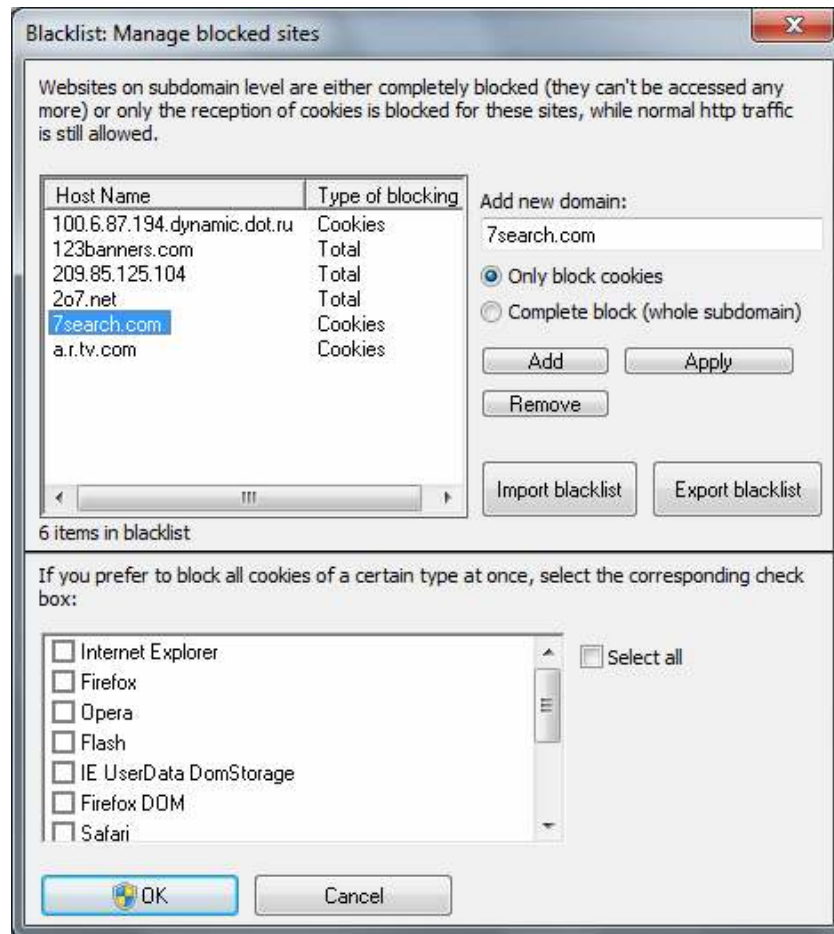 Blacklist: Manage blocked sites
Websites on subdomain level are either completely blocked (they can't be accessed any
more) or only the reception of cookies is blocked for these sites, while normal http traffic
is still allowed.
Host Name Type of blocking
100.6.87.194.dynamic.dot.ru Cookies
123banners.com Total
209.85.125.104 Total
2o7.net Total
7search.com Cookies
a.r.tv.com Cookies
6 items in blacklist
Add new domain:
7search.com
Only block cookies
Complete block (whole subdomain)
Add Apply
Remove
Import blacklist Export blacklist
If you prefer to block all cookies of a certain type at once, select the corresponding check
box:
Internet Explorer
Firefox
Opera
Flash
IE UserData DomStorage
Firefox DOM
Safari
Select all
OK Cancel